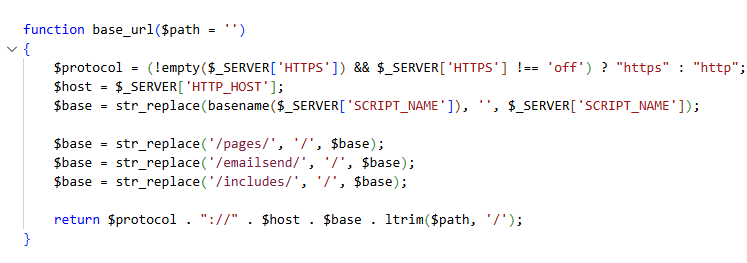 function base_url($path = '')
{
    $protocol = (!empty($_SERVER['HTTPS']) && $_SERVER['HTTPS'] !== 'off') ? "https" : "http";
    $host = $_SERVER['HTTP_HOST'];
    $base = str_replace(basename($_SERVER['SCRIPT_NAME']), '', $_SERVER['SCRIPT_NAME']);

    $base = str_replace('/pages/', '/', $base);
    $base = str_replace('/emailsend/', '/', $base);
    $base = str_replace('/includes/', '/', $base);

    return $protocol . "://" . $host . $base . ltrim($path, '/');
}